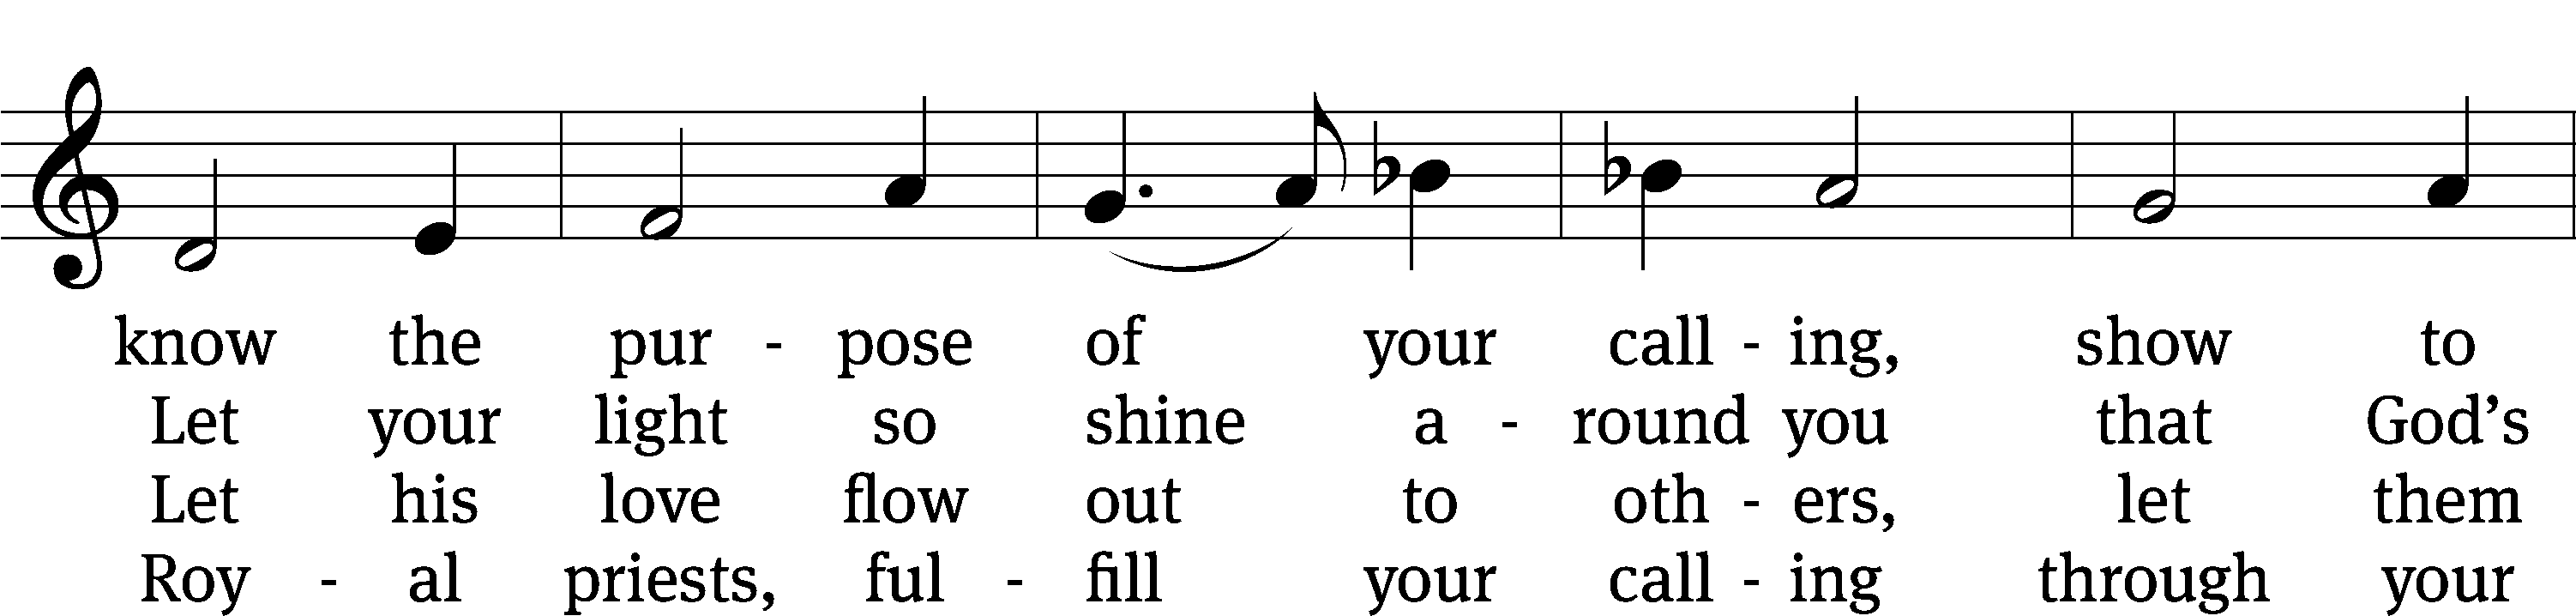 know the pur - pose of your call - ing, show to
Let your light so shine a - round you that God’s
Let his love flow out to oth - ers, let them
Roy - al priests, ful - fill your call - ing through your